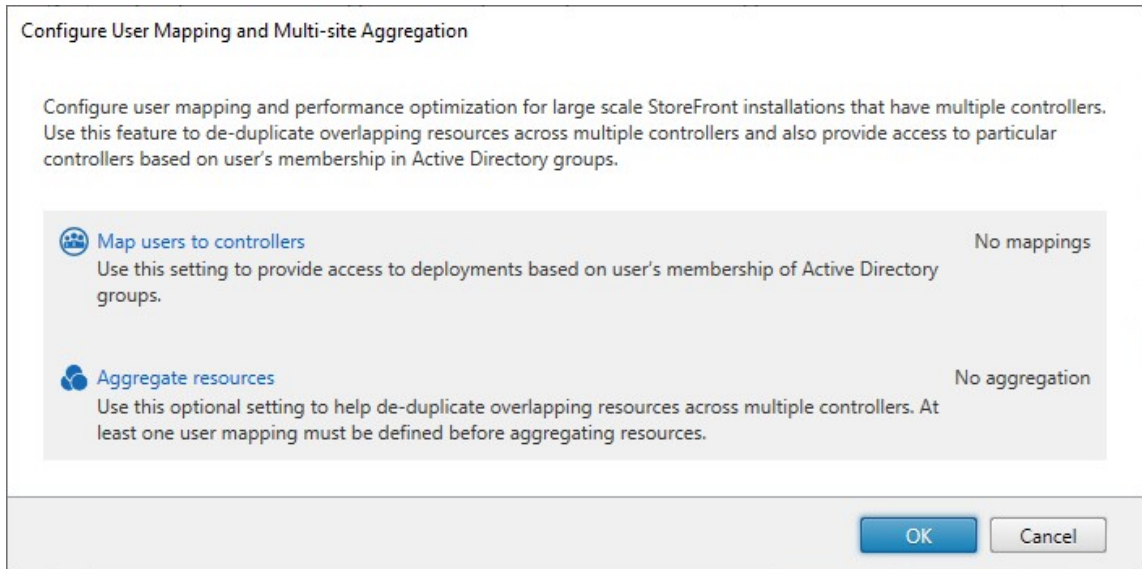 Configure User Mapping and Multi-site Aggregation
Configure user mapping and performance optimization for large scale StoreFront installations that have multiple controllers.
Use this feature to de-duplicate overlapping resources across multiple controllers and also provide access to particular
controllers based on user's membership in Active Directory groups.
Map users to controllers
No mappings
Use this setting to provide access to deployments based on user's membership of Active Directory
groups.
Aggregate resources
No aggregation
Use this optional setting to help de-duplicate overlapping resources across multiple controllers. At
least one user mapping must be defined before aggregating resources.
OK
Cancel